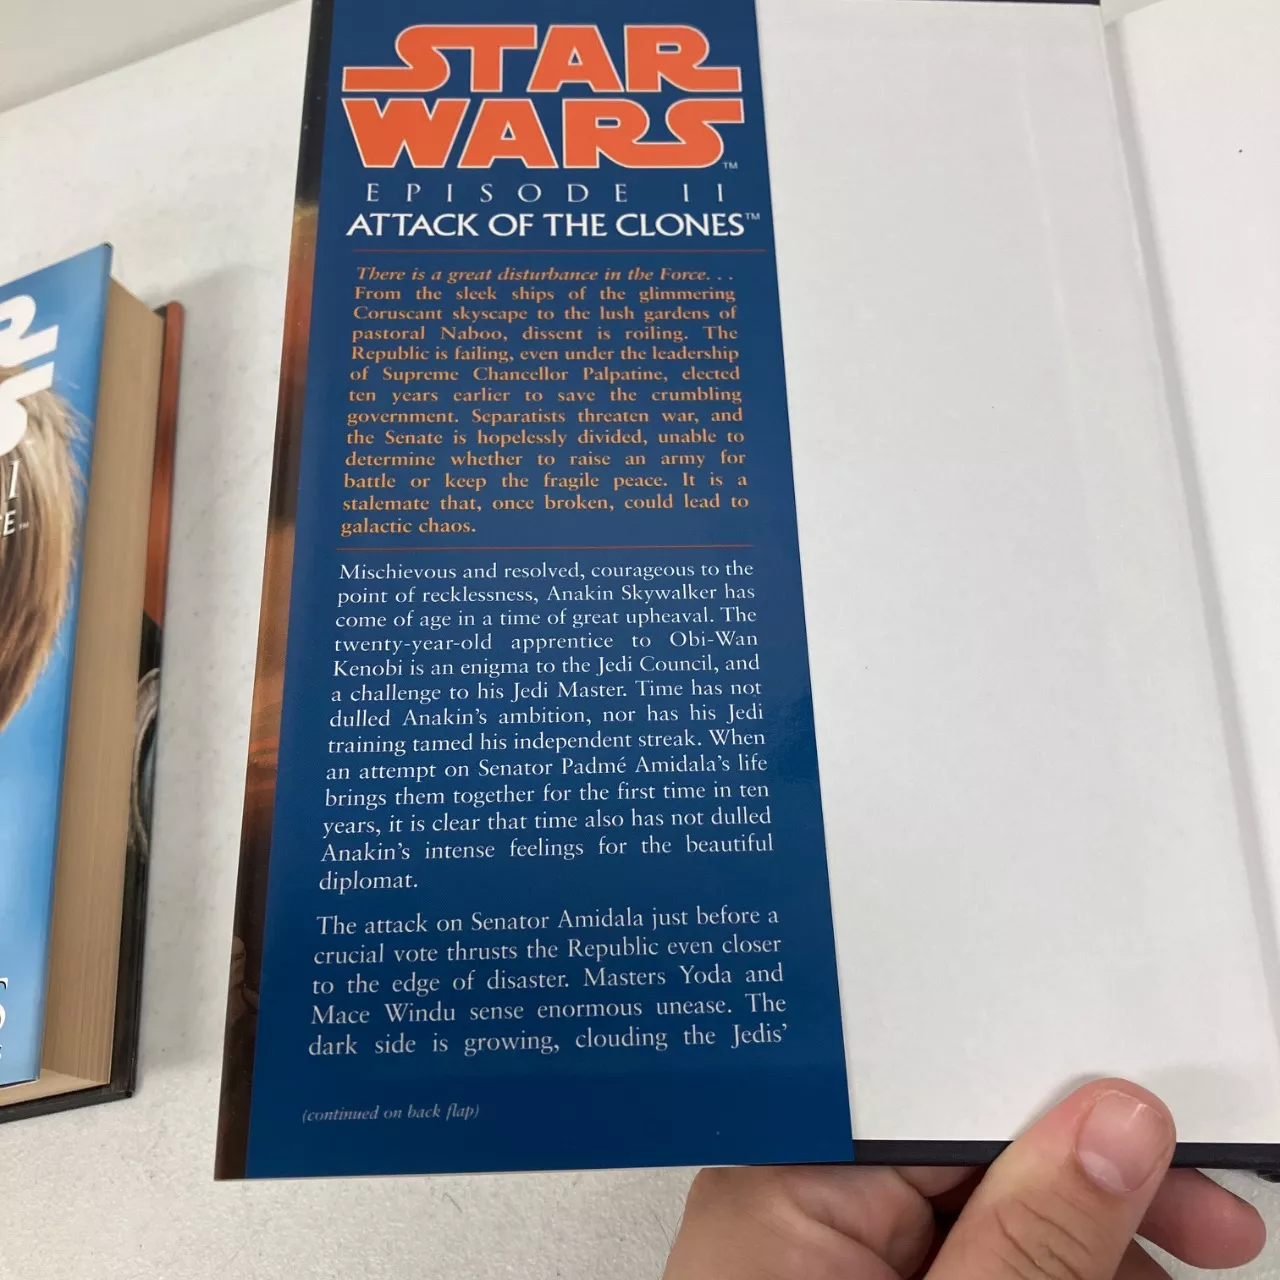 STAR
WARS
TM
EPISODE II
ATTACK OF THE CLONES™
There is a great disturbance in the Force. . .
From the sleek ships of the glimmering
Coruscant skyscape to the lush gardens of
pastoral Naboo, dissent is roiling. The
Republic is failing, even under the leadership
of Supreme Chancellor Palpatine, elected
ten years earlier to save the crumbling
government. Separatists threaten war, and
the Senate is hopelessly divided, unable to
determine whether to raise an army for
battle or keep the fragile peace. It is a
stalemate that, once broken, could lead to
galactic chaos.
Mischievous and resolved, courageous to the
point of recklessness, Anakin Skywalker has
come of age in a time of great upheaval. The
twenty-year-old apprentice to Obi-Wan
Kenobi is an enigma to the Jedi Council, and
a challenge to his Jedi Master. Time has not
dulled Anakin's ambition, nor has his Jedi
training tamed his independent streak. When
an attempt on Senator Padmé Amidala's life
brings them together for the first time in ten
years, it is clear that time also has not dulled
Anakin's intense feelings for the beautiful
diplomat.
The attack on Senator Amidala just before a
crucial vote thrusts the Republic even closer
to the edge of disaster. Masters Yoda and
Mace Windu sense enormous unease. The
dark side is growing, clouding the Jedis'
(continued on back flap)